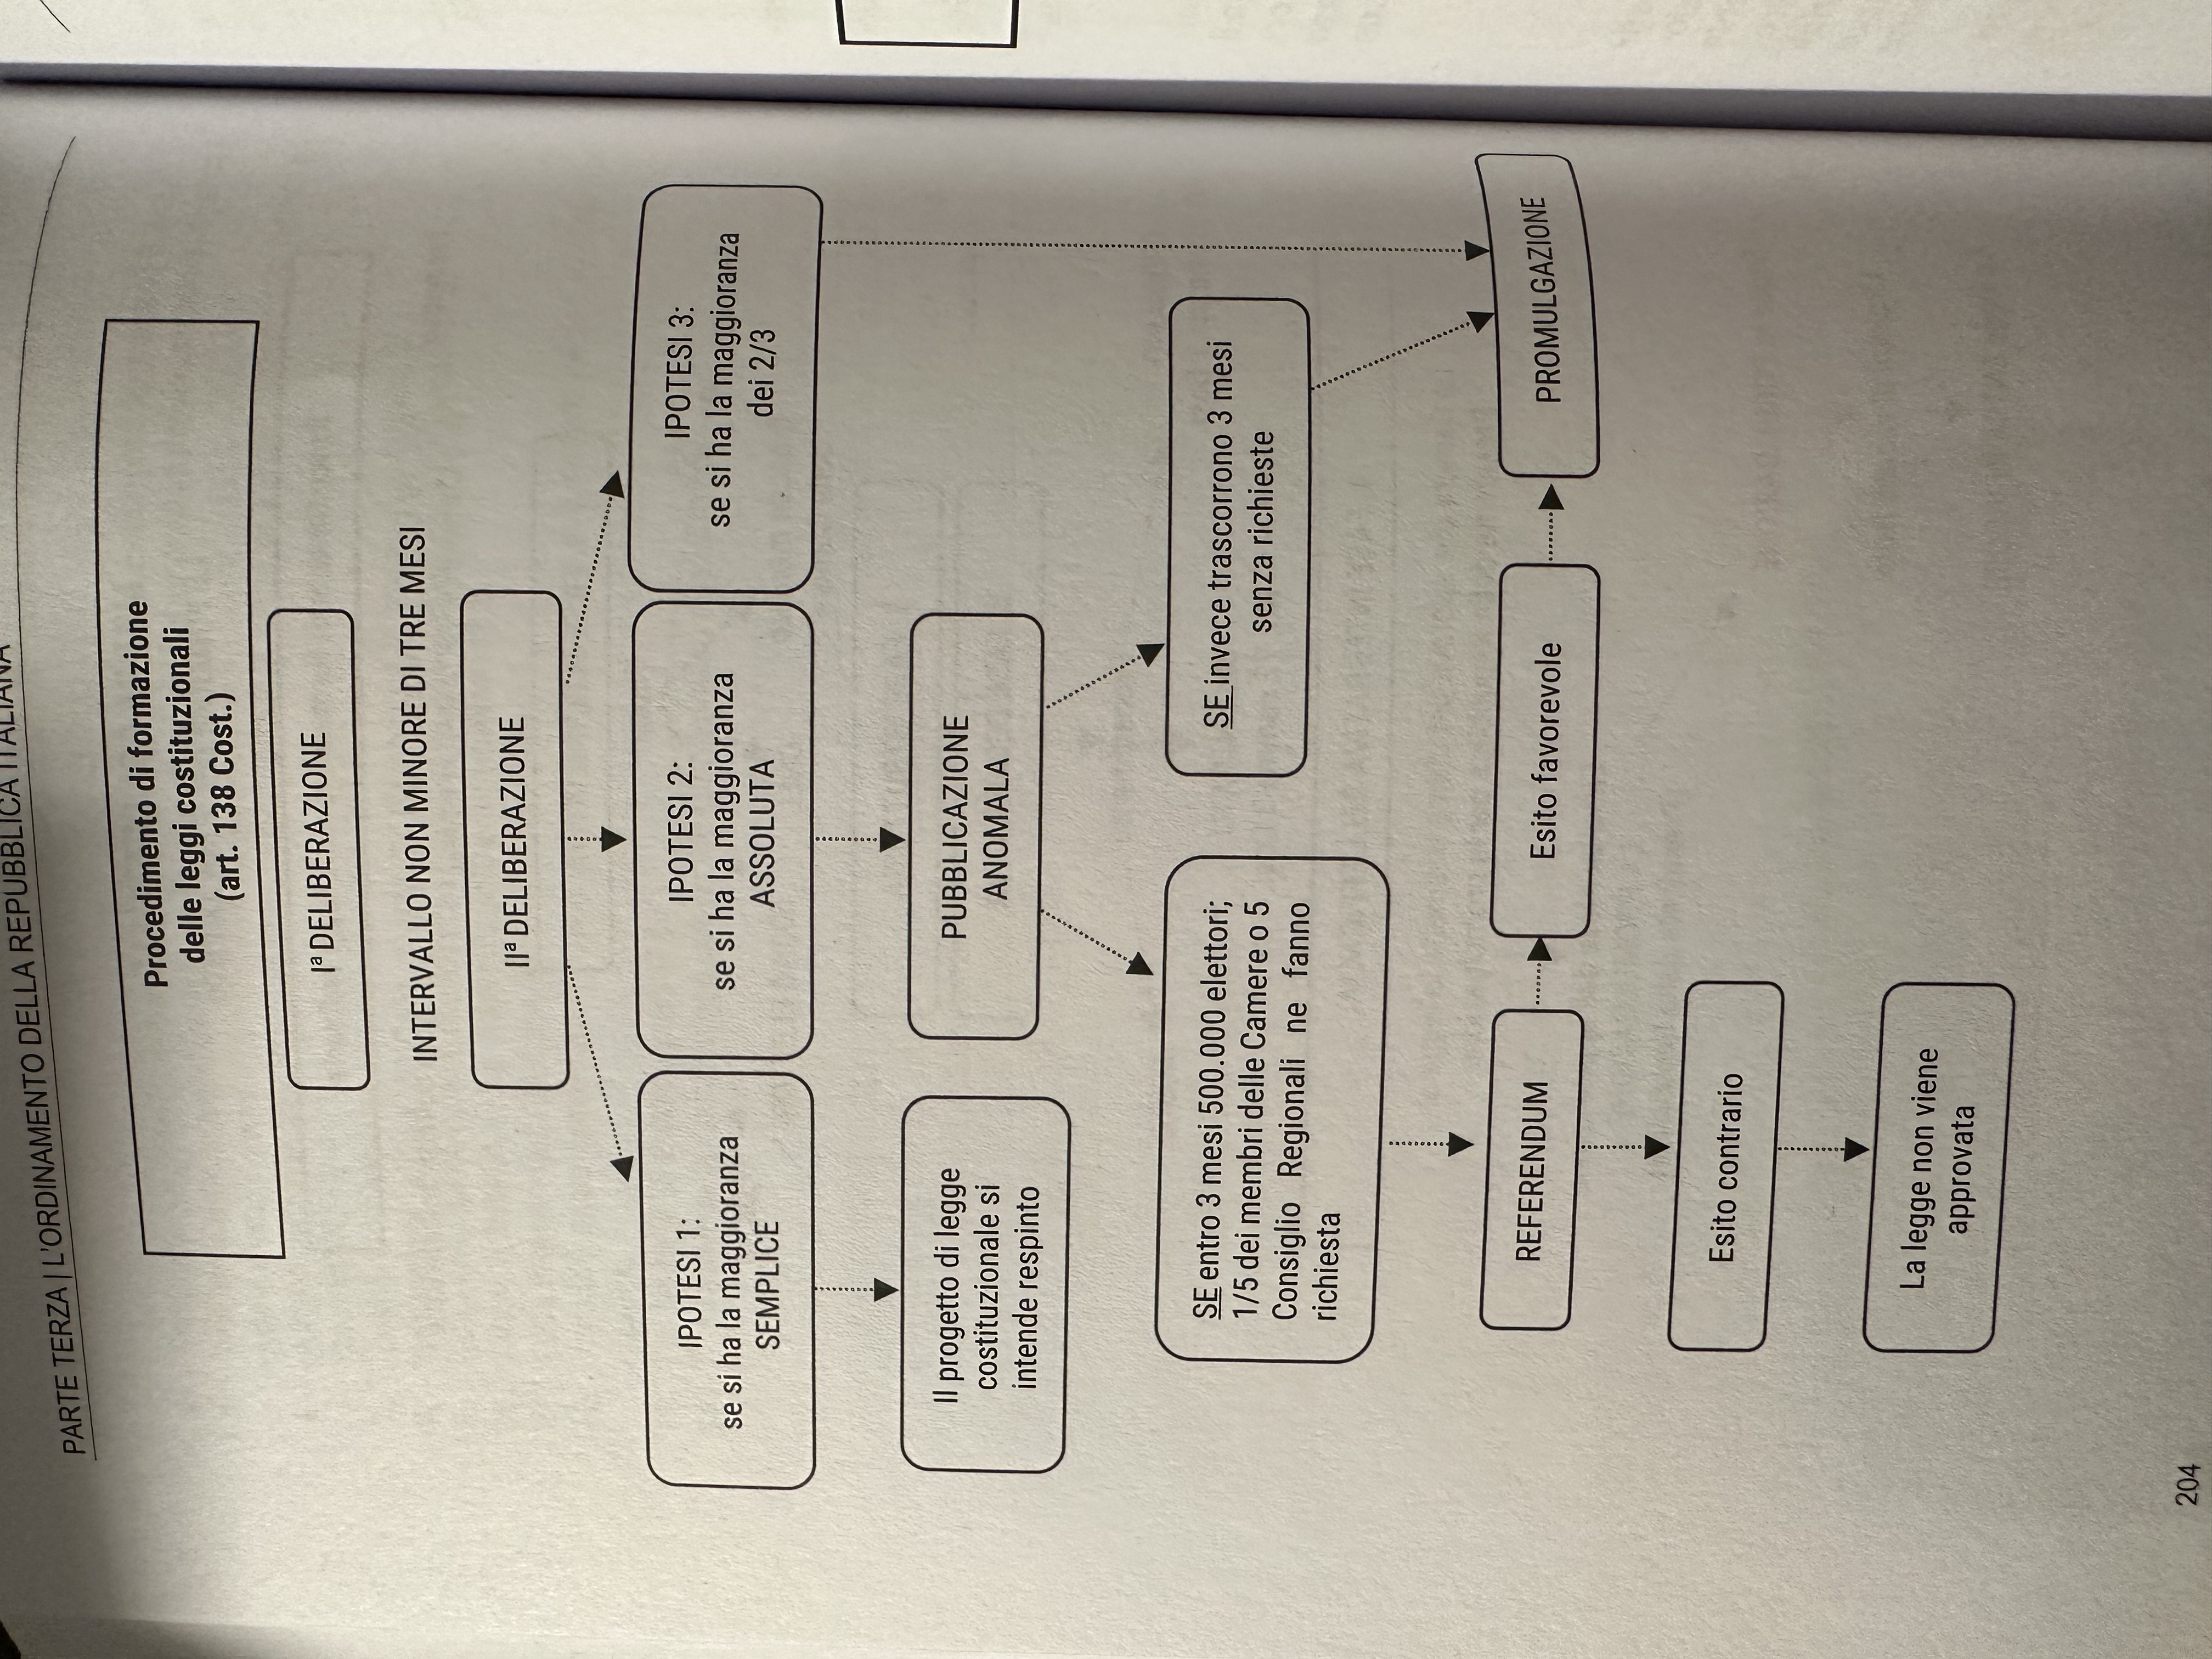 PARTE TERZA | L'ORDINAMENTO DELLA REPUBBLICA ITALIANA
Procedimento di formazione
delle leggi costituzionali
(art. 138 Cost.)
Iª DELIBERAZIONE
INTERVALLO NON MINORE DI TRE MESI
IIª DELIBERAZIONE
IPOTESI 1:
se si ha la maggioranza
SEMPLICE
IPOTESI 2:
se si ha la maggioranza
ASSOLUTA
IPOTESI 3:
se si ha la maggioranza
dei 2/3
Il progetto di legge
costituzionale si
intende respinto
PUBBLICAZIONE
ANOMALA
SE entro 3 mesi 500.000 elettori;
1/5 dei membri delle Camere o 5
Consiglio Regionali ne fanno
richiesta
SE invece trascorrono 3 mesi
senza richieste
REFERENDUM
Esito favorevole
PROMULGAZIONE
Esito contrario
La legge non viene
approvata
204